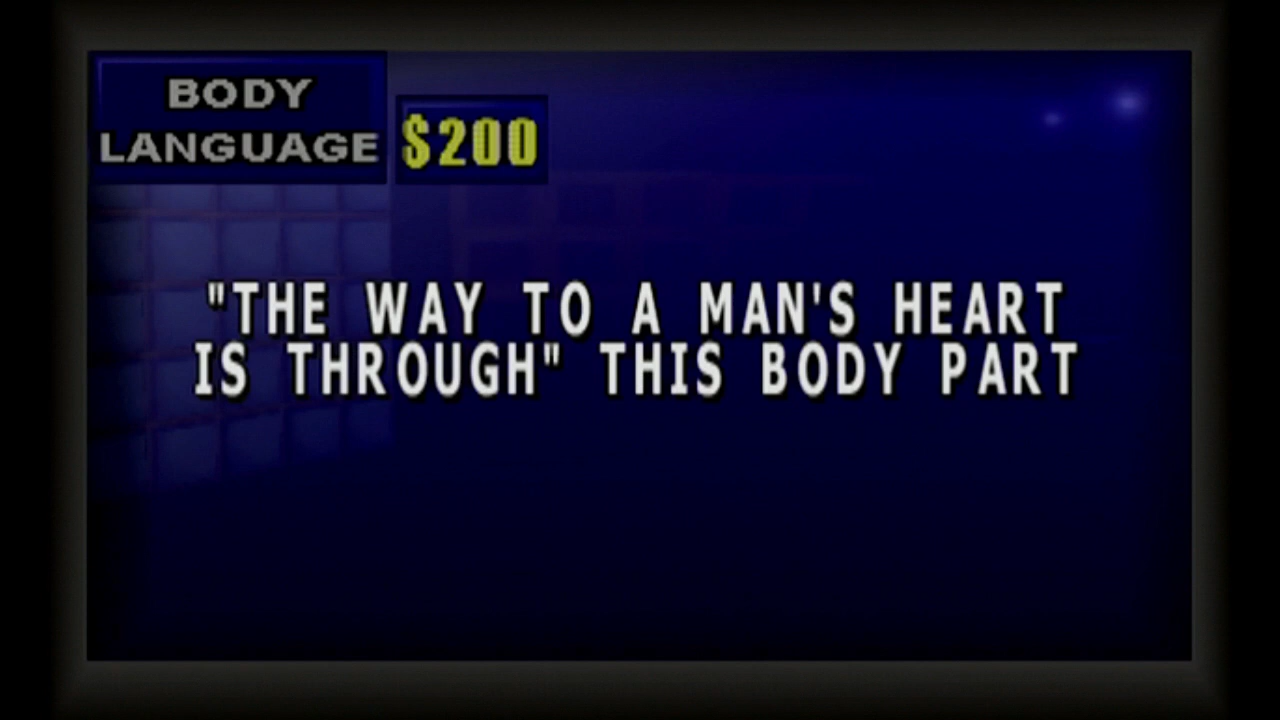 BODY
LANGUAGE
$200
"THE WAY TO A MAN'S HEART
IS THROUGH" THIS BODY PART